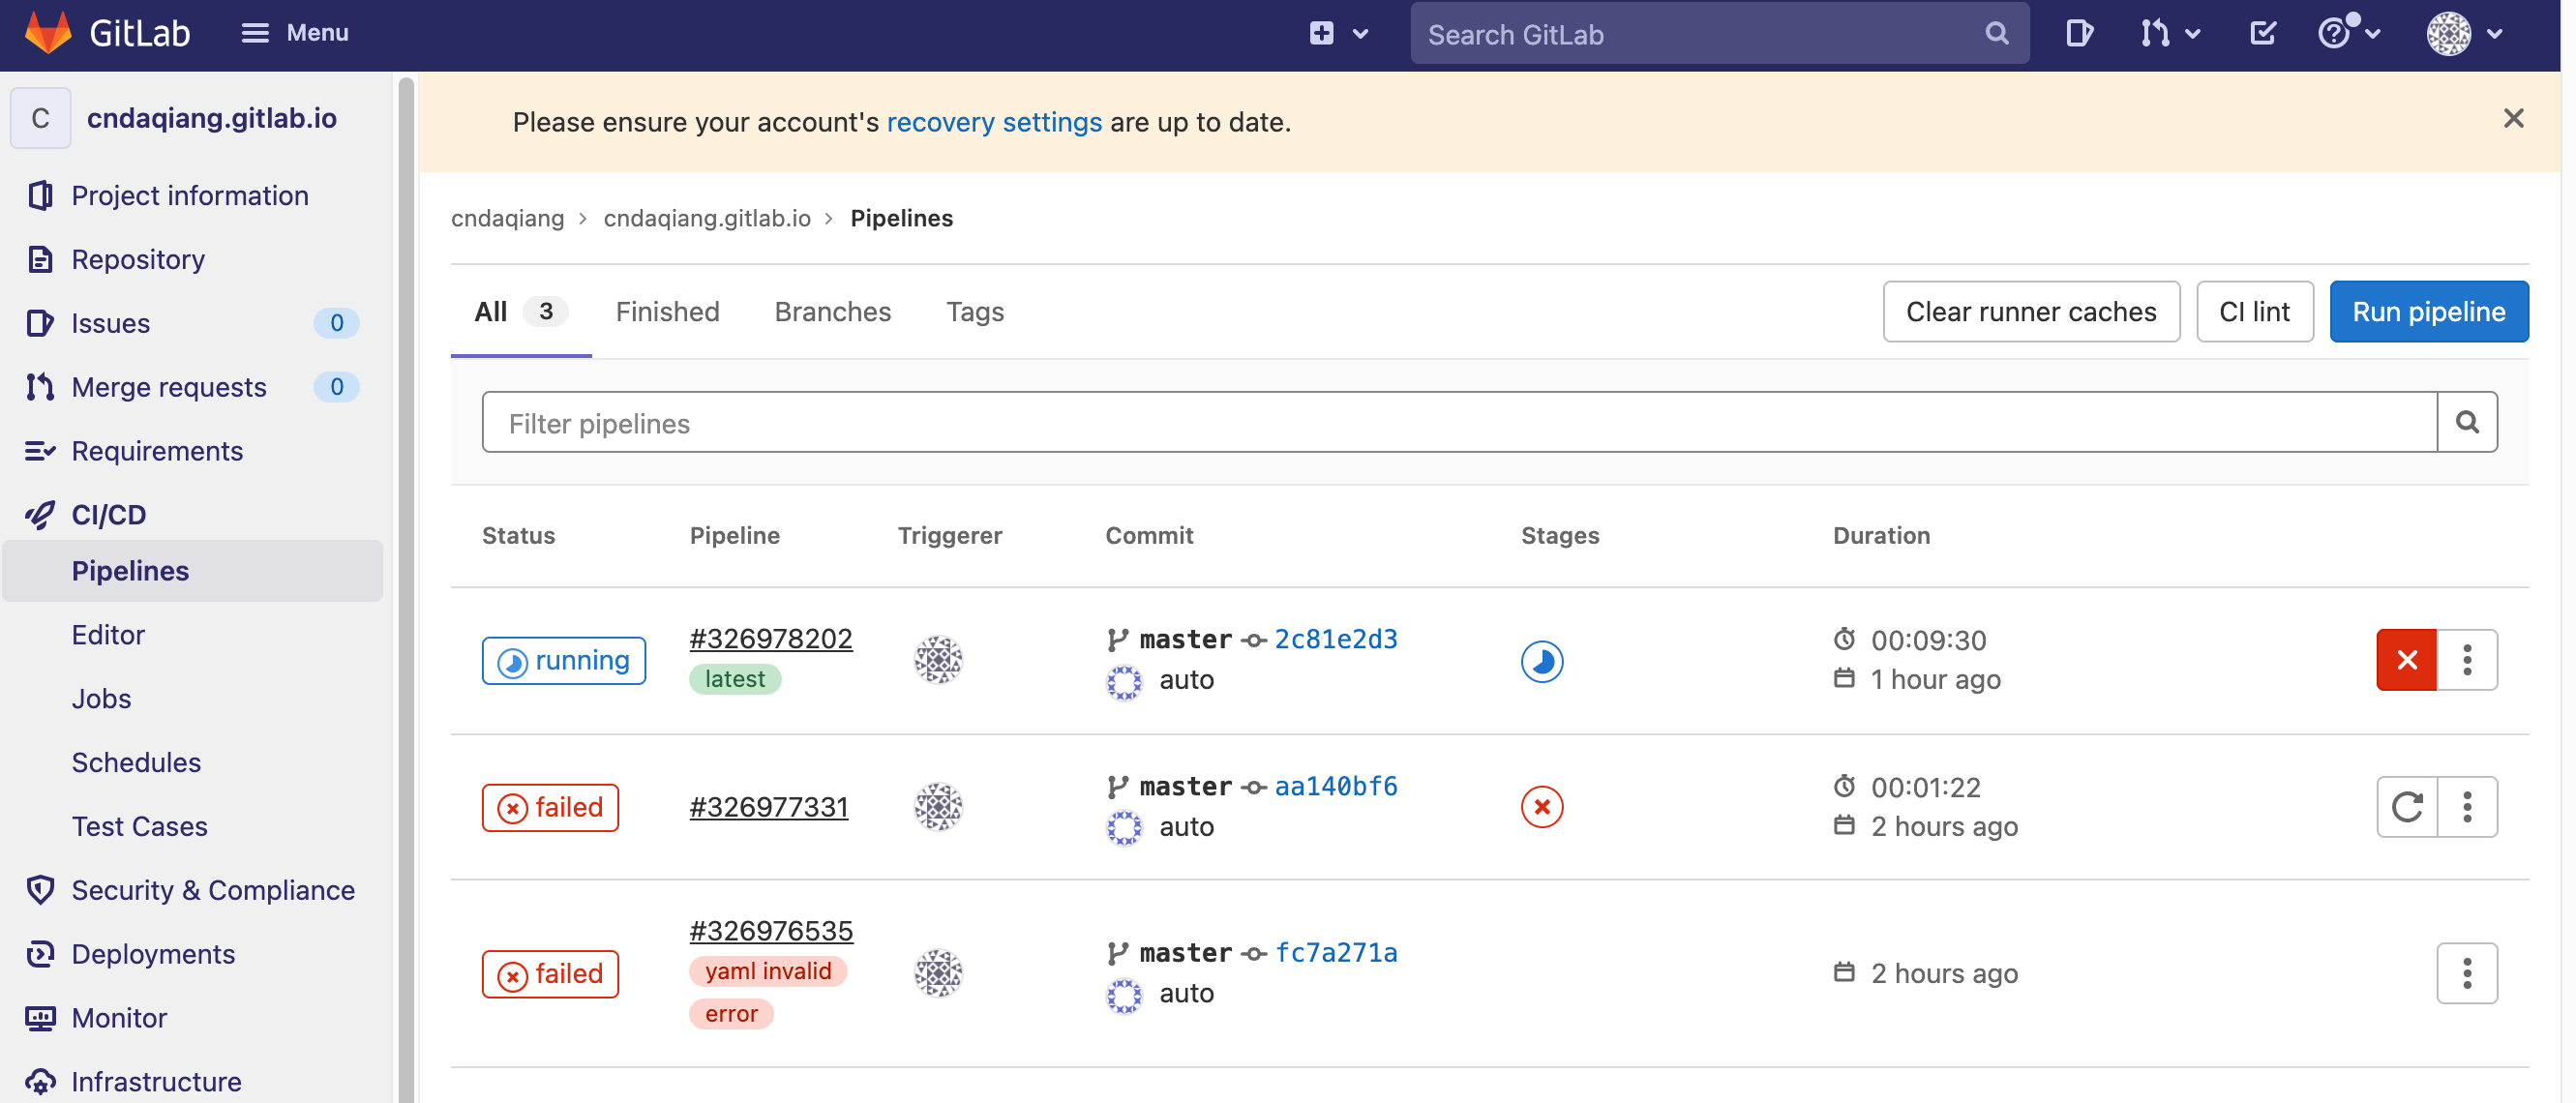 GitLab Menu Search GitLab
C cndaqiang.gitlab.io
Project information
Repository
Issues 0
Merge requests 0
Requirements
CI/CD
Pipelines
Editor
Jobs
Schedules
Test Cases
Security & Compliance
Deployments
Monitor
Infrastructure
Please ensure your account's recovery settings are up to date.
cndaqiang > cndaqiang.gitlab.io > Pipelines
All 3 Finished Branches Tags Clear runner caches CI lint Run pipeline
Filter pipelines
Status Pipeline Triggerer Commit Stages Duration
running #326978202 master 2c81e2d3 00:09:30
latest auto 1 hour ago
failed #326977331 master aa140bf6 00:01:22
auto 2 hours ago
#326976535
failed yaml invalid master fc7a271a 2 hours ago
error auto